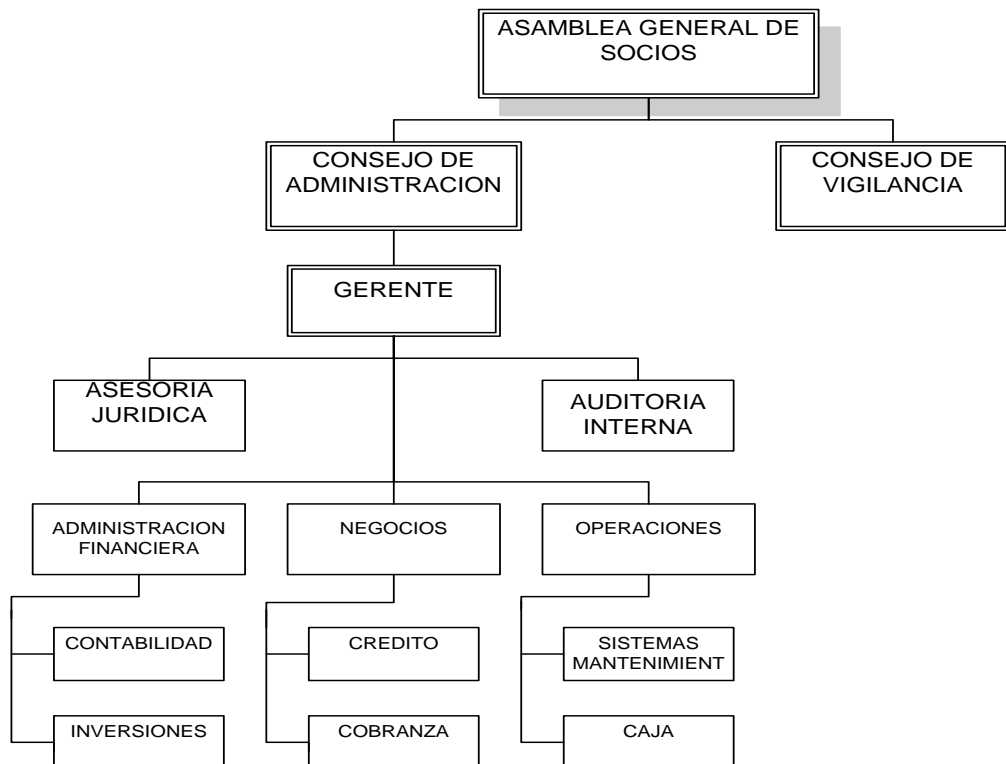 ASAMBLEA GENERAL DE
SOCIOS
CONSEJO DE
ADMINISTRACION
CONSEJO DE
VIGILANCIA
GERENTE
ASESORIA
JURIDICA
AUDITORIA
INTERNA
ADMINISTRACION
FINANCIERA
NEGOCIOS
OPERACIONES
CONTABILIDAD
CREDITO
SISTEMAS
MANTENIMIENT
INVERSIONES
COBRANZA
CAJA